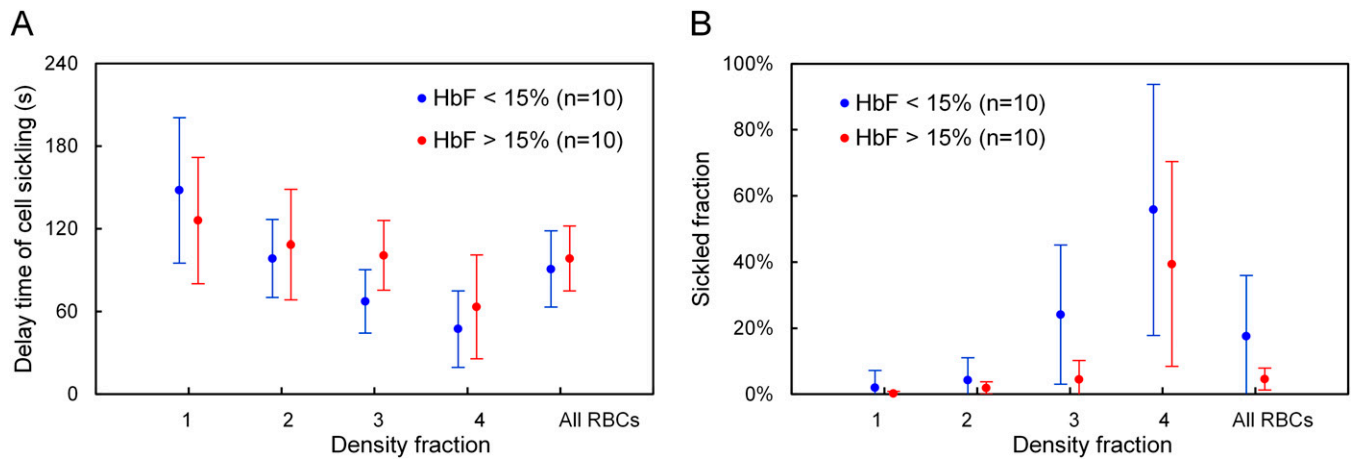 A
240
180
120
60
0
Delay time of cell sickling (s)
HbF < 15% (n=10)
HbF > 15% (n=10)
1 2 3 4 All RBCs
Density fraction
B
100%
80%
60%
40%
20%
0%
Sickled fraction
HbF < 15% (n=10)
HbF > 15% (n=10)
1 2 3 4 All RBCs
Density fraction